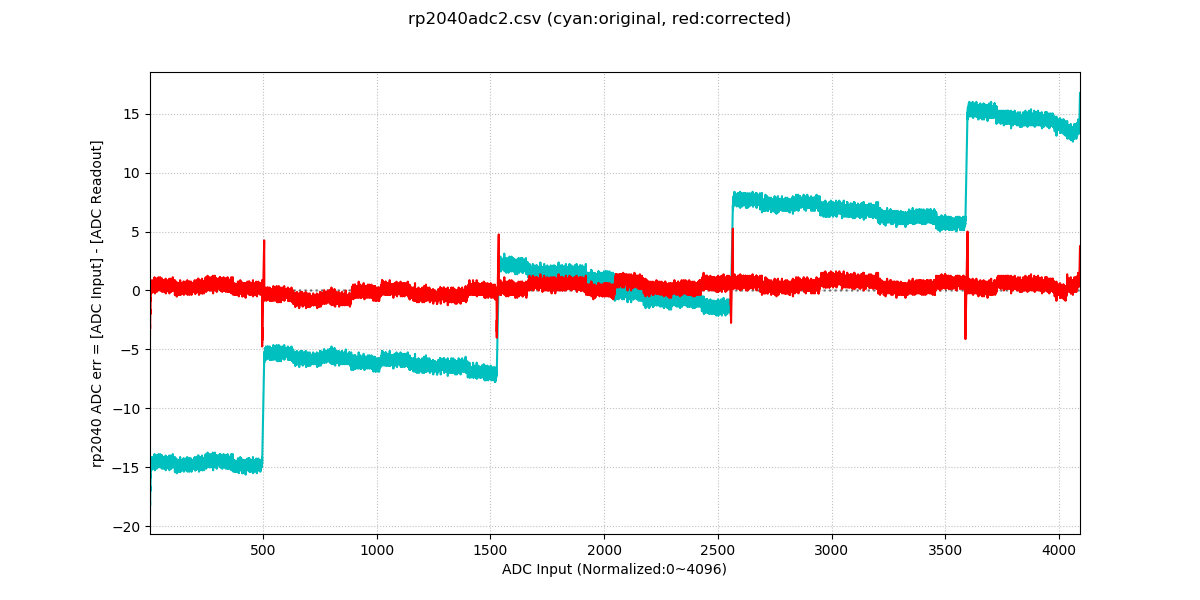 rp2040adc2.csv (cyan:original, red:corrected)
rp2040 ADC err = [ADC Input] - [ADC Readout]
15
10
5
0
−5
−10
−15
−20
500 1000 1500 2000 2500 3000 3500 4000
ADC Input (Normalized:0~4096)